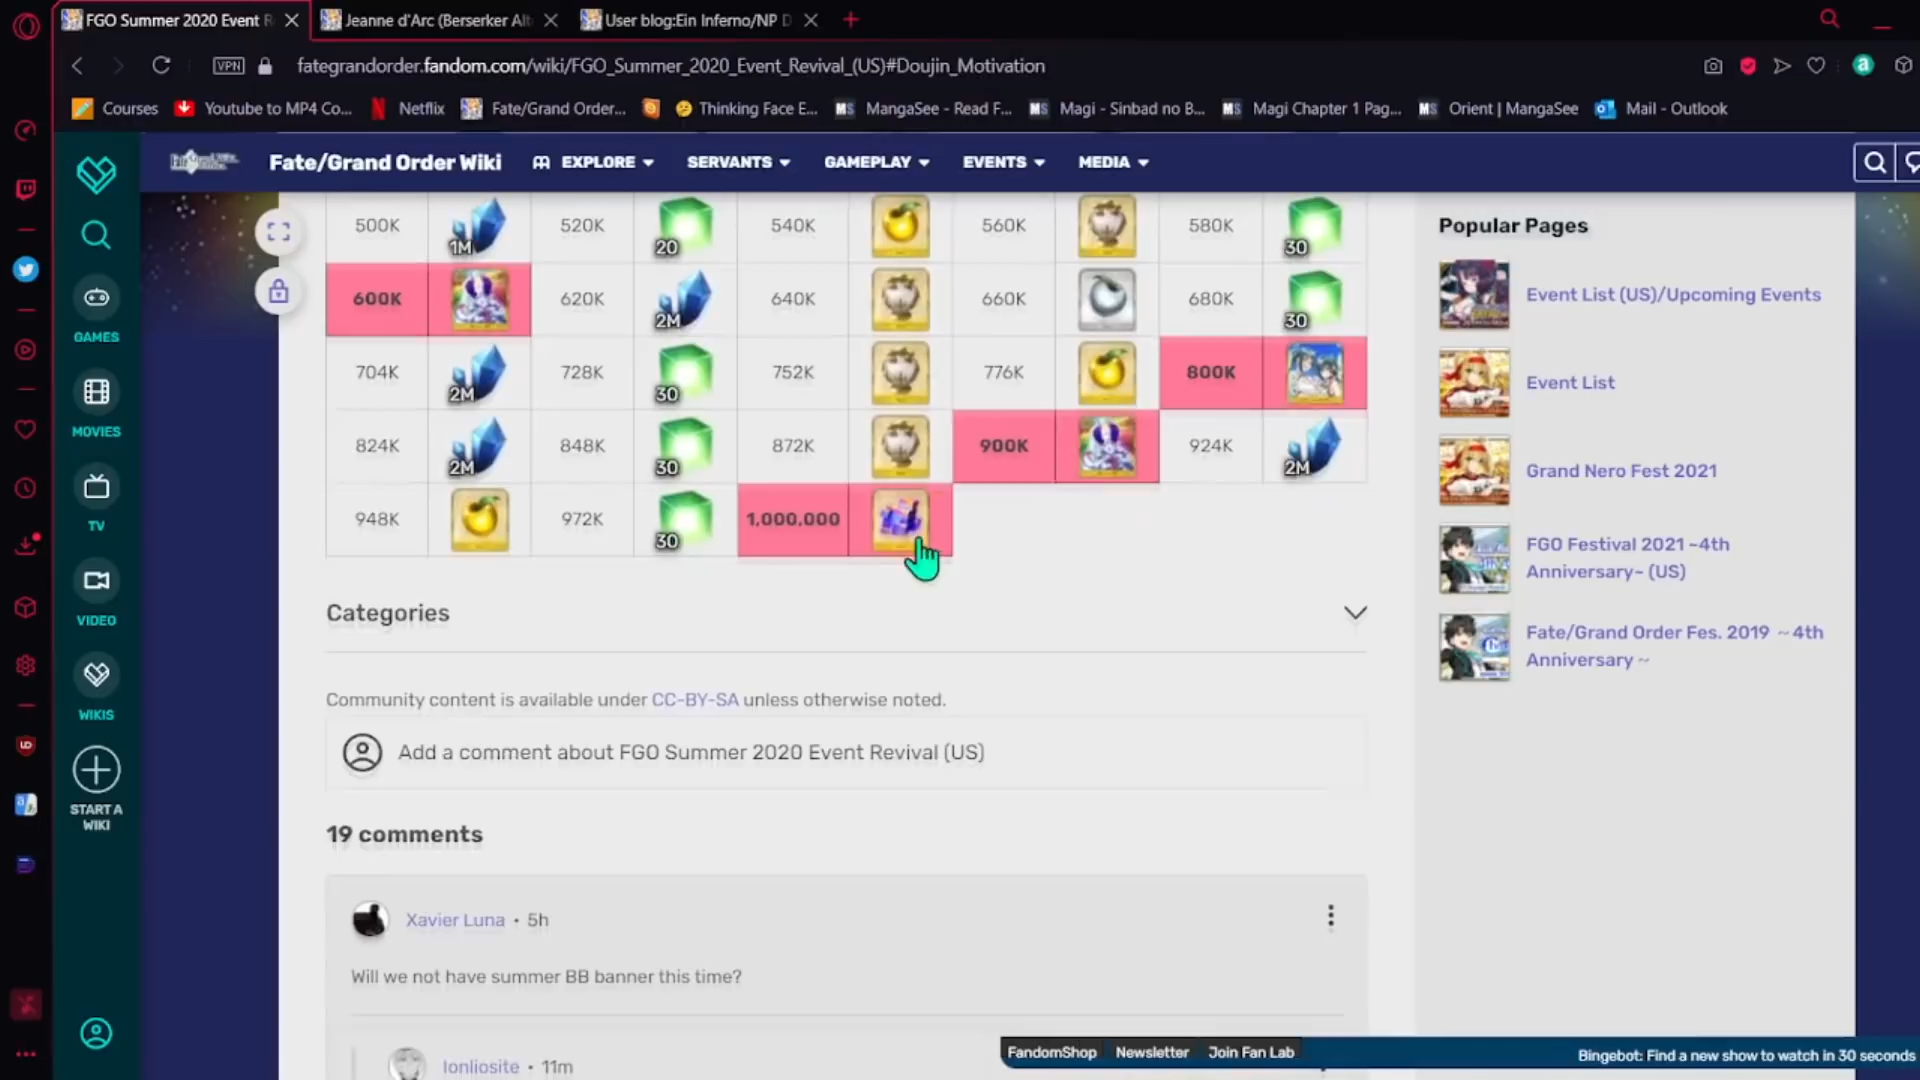 FGO Summer 2020 Event R
Jeanne d'Arc (Berserker Alt
User blog:Ein Inferno/NP D
VPN
fategrandorder.fandom.com/wiki/FGO_Summer_2020_Event_Revival_(US)#Doujin_Motivation
Courses
Youtube to MP4 Co...
Netflix
Fate/Grand Order...
Thinking Face E...
MS MangaSee - Read F...
MS Magi - Sinbad no B...
MS Magi Chapter 1 Pag...
MS Orient | MangaSee
Mail - Outlook
Fate/Grand Order Wiki
EXPLORE
SERVANTS
GAMEPLAY
EVENTS
MEDIA
GAMES
MOVIES
TV
VIDEO
WIKIS
START A
WIKI
500K 1M 520K 20 540K 560K 580K 30
600K 620K 2M 640K 660K 680K 30
704K 2M 728K 30 752K 776K 800K
824K 2M 848K 30 872K 900K 924K 2M
948K 972K 30 1,000,000
Categories
Community content is available under CC-BY-SA unless otherwise noted.
Add a comment about FGO Summer 2020 Event Revival (US)
19 comments
Xavier Luna • 5h
Will we not have summer BB banner this time?
Ionliosite • 11m
Popular Pages
Event List (US)/Upcoming Events
Event List
Grand Nero Fest 2021
FGO Festival 2021 ~4th
Anniversary~ (US)
Fate/Grand Order Fes. 2019 ～4th
Anniversary～
FandomShop Newsletter Join Fan Lab
Bingebot: Find a new show to watch in 30 seconds